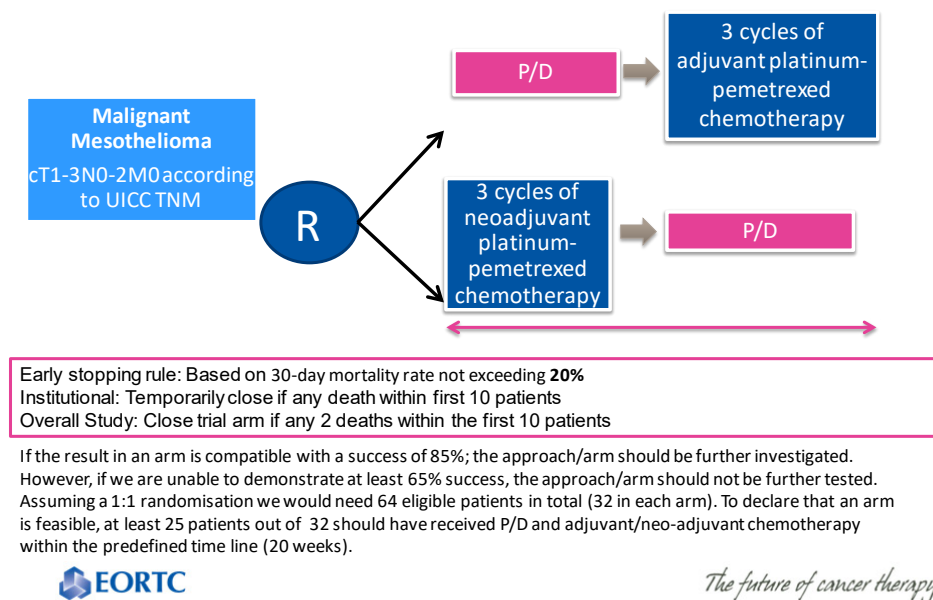 P/D
3 cycles of
adjuvant platinum-
pemetrexed
chemotherapy
Malignant
Mesothelioma
cT1-3N0-2M0 according
to UICC TNM
R
3 cycles of
neoadjuvant
platinum-
pemetrexed
chemotherapy
P/D
Early stopping rule: Based on 30-day mortality rate not exceeding 20%
Institutional: Temporarily close if any death within first 10 patients
Overall Study: Close trial arm if any 2 deaths within the first 10 patients
If the result in an arm is compatible with a success of 85%; the approach/arm should be further investigated.
However, if we are unable to demonstrate at least 65% success, the approach/arm should not be further tested.
Assuming a 1:1 randomisation we would need 64 eligible patients in total (32 in each arm). To declare that an arm
is feasible, at least 25 patients out of 32 should have received P/D and adjuvant/neo-adjuvant chemotherapy
within the predefined time line (20 weeks).
EORTC
The future of cancer therapy